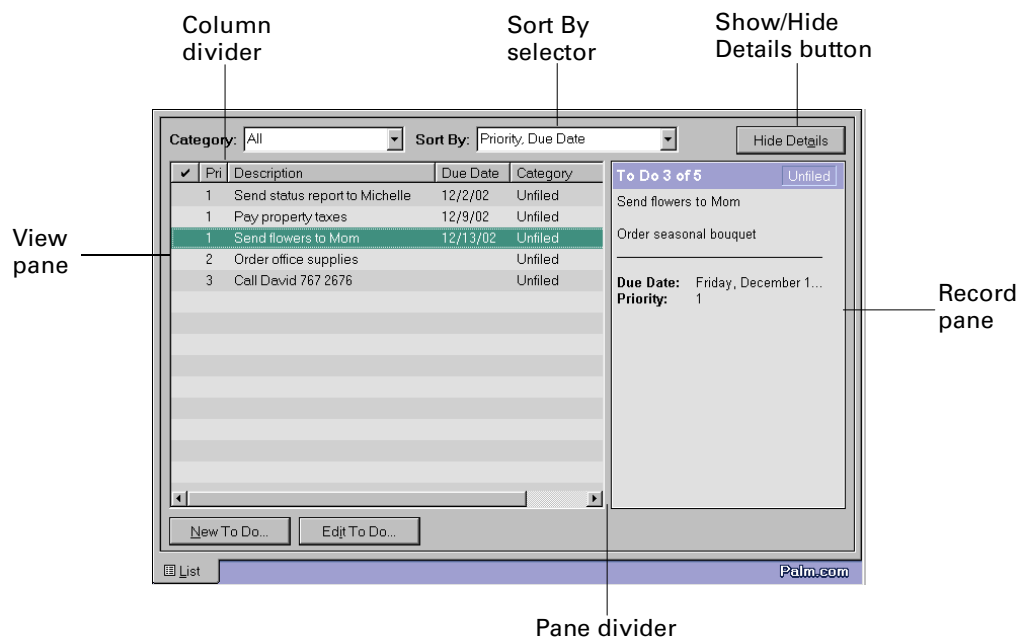 Column
divider
Sort By
selector
Show/Hide
Details button
Category: All
Sort By: Priority, Due Date
Hide Details
✔ Pri Description Due Date Category
1 Send status report to Michelle 12/2/02 Unfiled
1 Pay property taxes 12/9/02 Unfiled
1 Send flowers to Mom 12/13/02 Unfiled
2 Order office supplies Unfiled
3 Call David 767 2676 Unfiled
To Do 3 of 5 Unfiled
Send flowers to Mom
Order seasonal bouquet
Due Date: Friday, December 1...
Priority: 1
View
pane
Record
pane
New To Do...
Edit To Do...
List
Palm.com
Pane divider